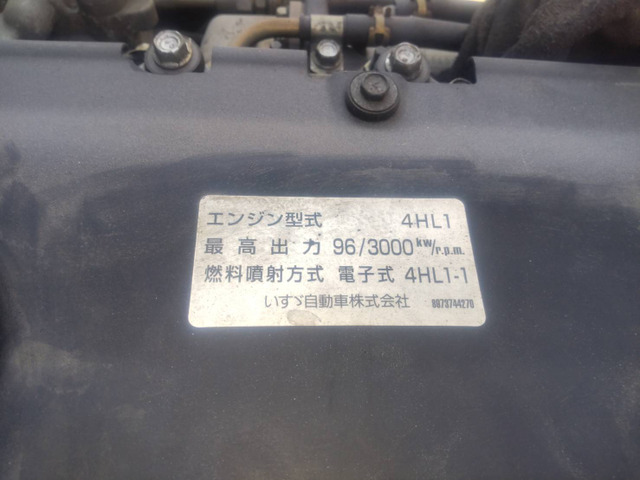 エンジン型式 4HL1
最高出力 96/3000 kW/r.p.m.
燃料噴射方式 電子式 4HL1-1
いすゞ自動車株式会社 8973744270